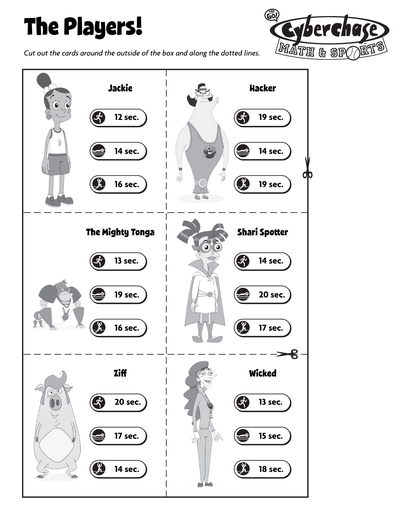 The Players!
PBS KIDS GO!
Cyberchase
MATH & SPORTS
Cut out the cards around the outside of the box and along the dotted lines.
Jackie
12 sec.
14 sec.
16 sec.
Hacker
19 sec.
14 sec.
19 sec.
The Mighty Tonga
13 sec.
19 sec.
16 sec.
Shari Spotter
14 sec.
20 sec.
17 sec.
Ziff
20 sec.
17 sec.
14 sec.
Wicked
13 sec.
15 sec.
18 sec.